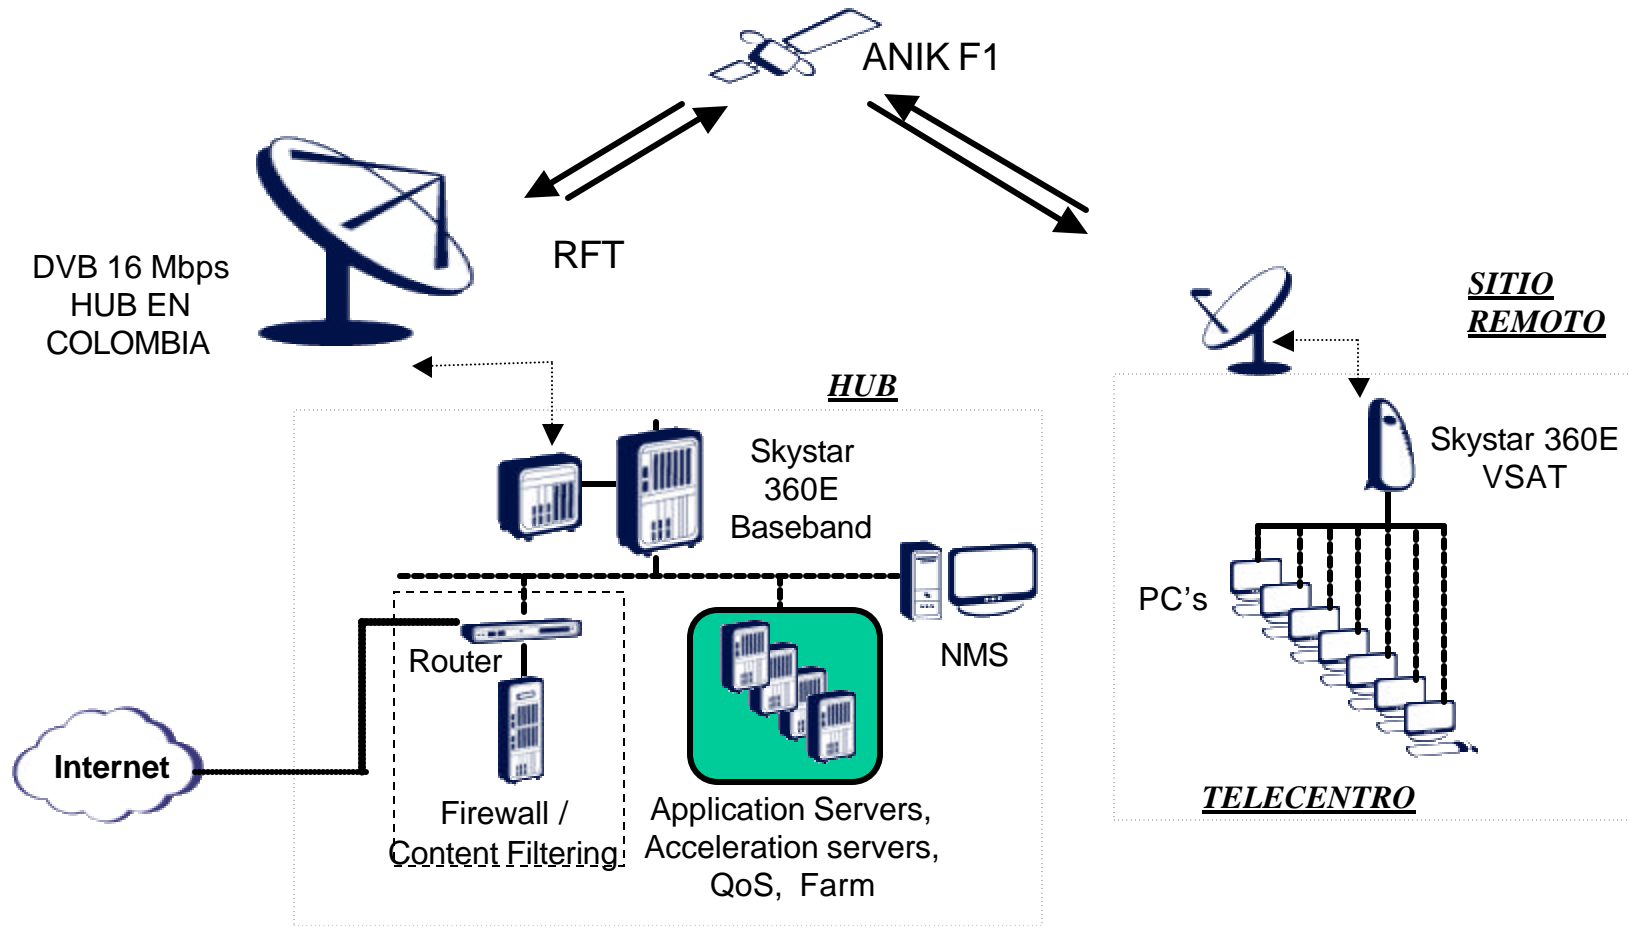 ANIK F1
RFT
DVB 16 Mbps
HUB EN
COLOMBIA
SITIO
REMOTO
HUB
Skystar
360E
Baseband
Skystar 360E
VSAT
PC's
NMS
Router
Internet
Firewall /
Content Filtering
Application Servers,
Acceleration servers,
QoS, Farm
TELECENTRO